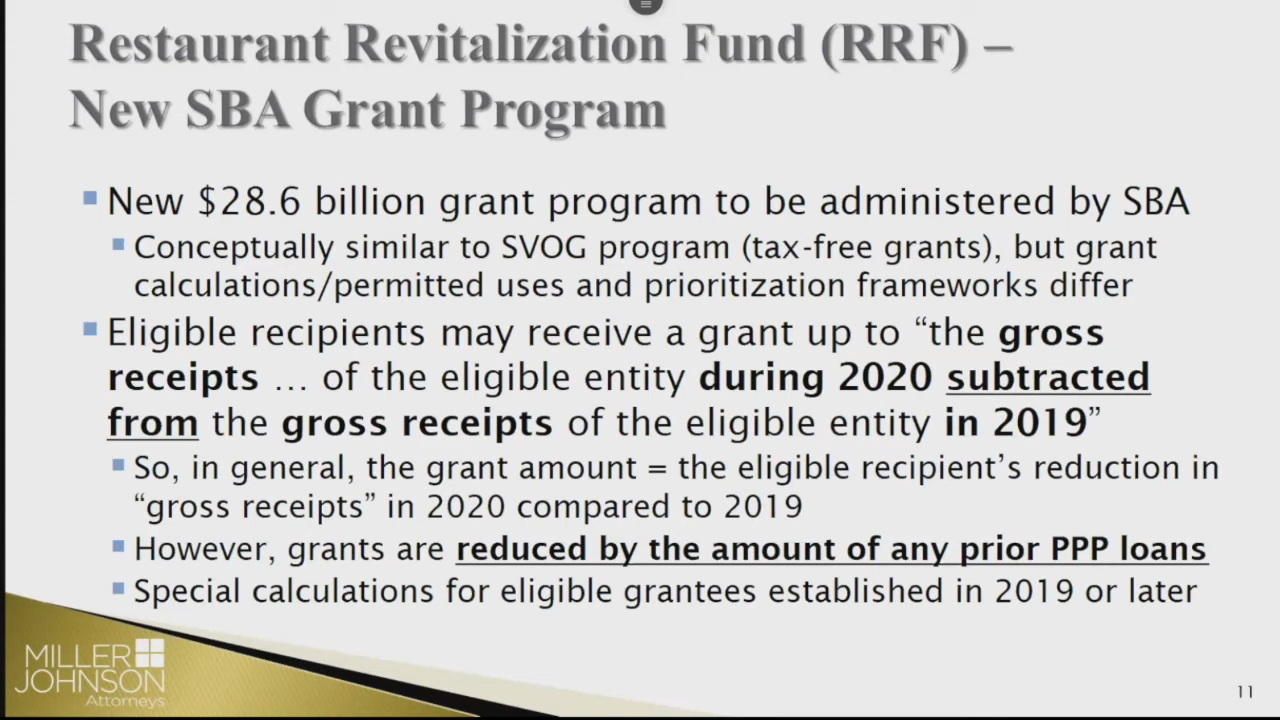 Restaurant Revitalization Fund (RRF) –
New SBA Grant Program
New $28.6 billion grant program to be administered by SBA
Conceptually similar to SVOG program (tax-free grants), but grant
calculations/permitted uses and prioritization frameworks differ
Eligible recipients may receive a grant up to “the gross
receipts … of the eligible entity during 2020 subtracted
from the gross receipts of the eligible entity in 2019”
So, in general, the grant amount = the eligible recipient’s reduction in
“gross receipts” in 2020 compared to 2019
However, grants are reduced by the amount of any prior PPP loans
Special calculations for eligible grantees established in 2019 or later
MILLER
JOHNSON
Attorneys
11